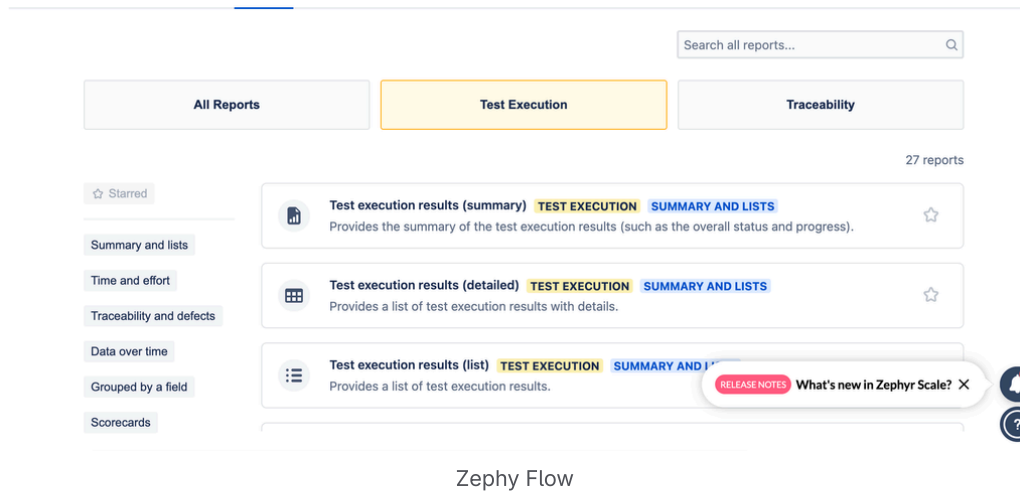 Search all reports...
All Reports
Test Execution
Traceability
27 reports
Starred
Summary and lists
Time and effort
Traceability and defects
Data over time
Grouped by a field
Scorecards
Test execution results (summary) TEST EXECUTION SUMMARY AND LISTS
Provides the summary of the test execution results (such as the overall status and progress).
Test execution results (detailed) TEST EXECUTION SUMMARY AND LISTS
Provides a list of test execution results with details.
Test execution results (list) TEST EXECUTION SUMMARY AND
Provides a list of test execution results.
RELEASE NOTES What's new in Zephyr Scale?
?
Zephy Flow